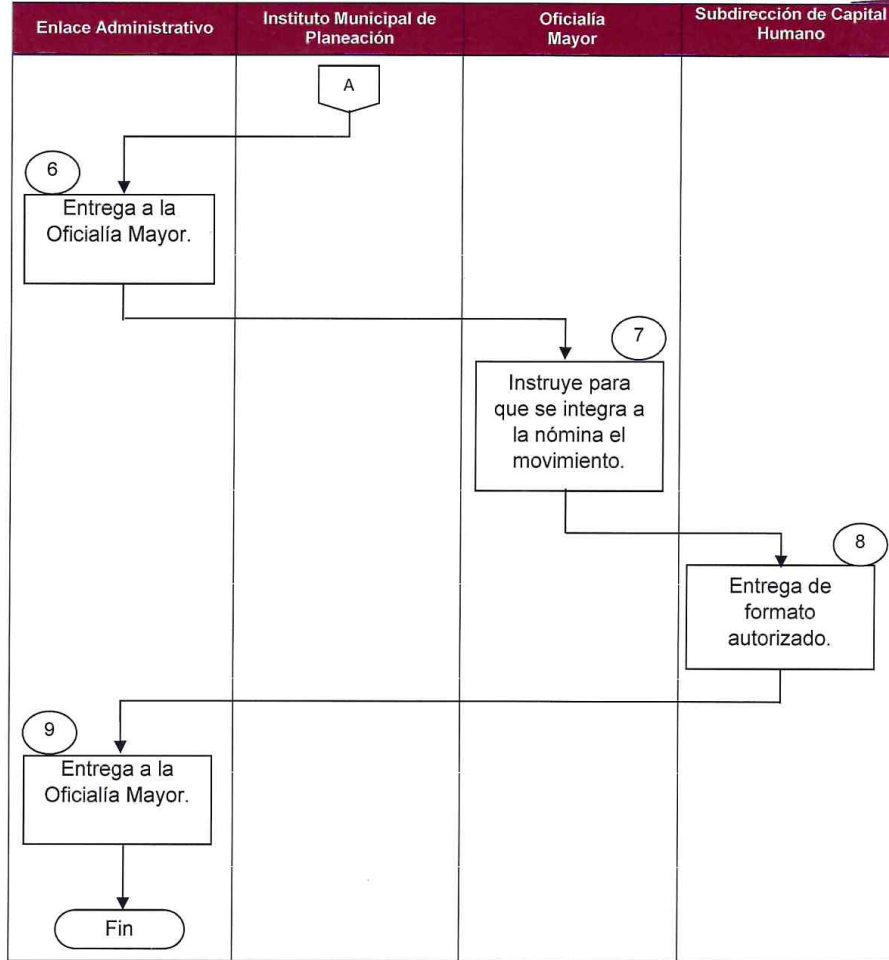 Enlace Administrativo
Instituto Municipal de
Planeación
Oficialía
Mayor
Subdirección de Capital
Humano
A
6
Entrega a la
Oficialía Mayor.
7
Instruye para
que se integra a
la nómina el
movimiento.
8
Entrega de
formato
autorizado.
9
Entrega a la
Oficialía Mayor.
Fin